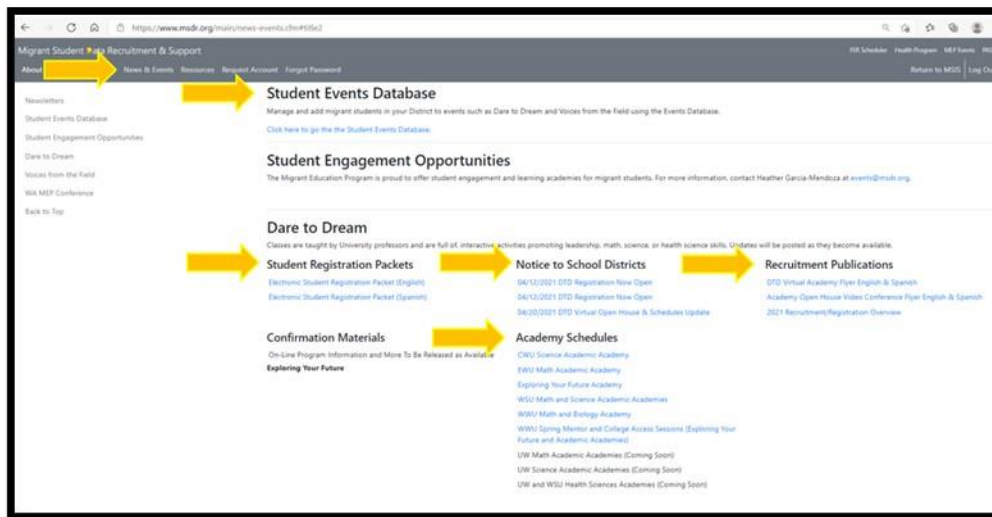 https://www.msdr.org/main/news-events.cfm#title2
Migrant Student Data Recruitment & Support
FSR Scheduler Health Program MEP Events
About News & Events Resources Request Account Forgot Password
Return to MSIS Log Ou
Newsletters
Student Events Database
Student Engagement Opportunities
Dare to Dream
Voices from the Field
WA MEP Conference
Back to Top
Student Events Database
Manage and add migrant students in your District to events such as Dare to Dream and Voices from the Field using the Events Database.
Click here to go the the Student Events Database.
Student Engagement Opportunities
The Migrant Education Program is proud to offer student engagement and learning academies for migrant students. For more information, contact Heather Garcia-Mendoza at events@msdr.org.
Dare to Dream
Classes are taught by University professors and are full of, interactive activities promoting leadership, math, science, or health science skills. Updates will be posted as they become available.
Student Registration Packets
Electronic Student Registration Packet (English)
Electronic Student Registration Packet (Spanish)
Notice to School Districts
04/12/2021 DTD Registration Now Open
04/12/2021 DTD Registration Now Open
04/20/2021 DTD Virtual Open House & Schedules Update
Recruitment Publications
DTD Virtual Academy Flyer English & Spanish
Academy Open House Video Conference Flyer English & Spanish
2021 Recruitment/Registration Overview
Confirmation Materials
On-Line Program Information and More To Be Released as Available
Exploring Your Future
Academy Schedules
CWU Science Academic Academy
EWU Math Academic Academy
Exploring Your Future Academy
WSU Math and Science Academic Academies
WWU Math and Biology Academy
WWU Spring Mentor and College Access Sessions (Exploring Your
Future and Academic Academies)
UW Math Academic Academies (Coming Soon)
UW Science Academic Academies (Coming Soon)
UW and WSU Health Sciences Academies (Coming Soon)